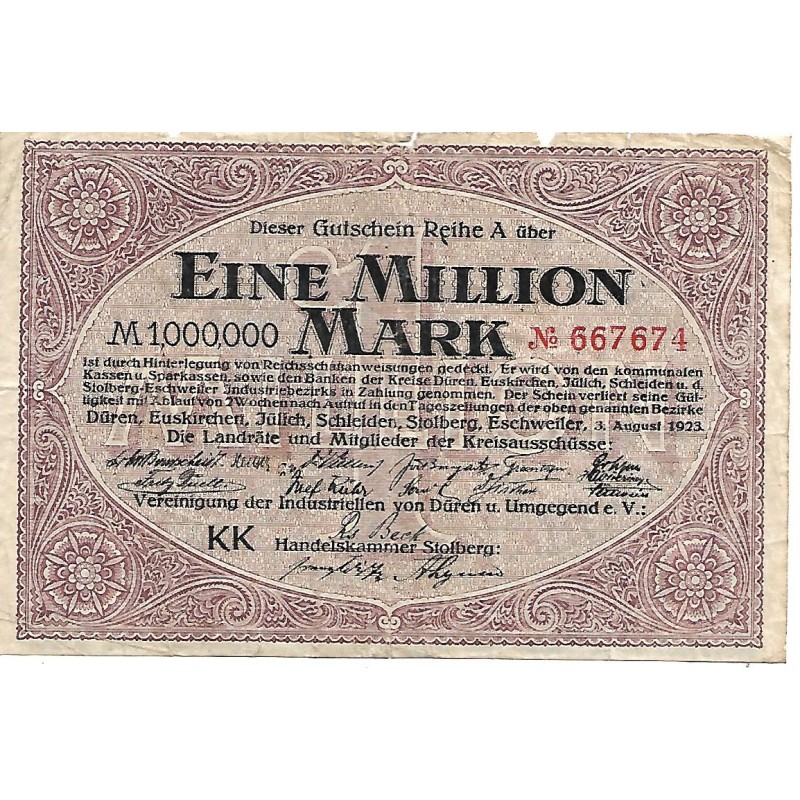 Dieser Gutschein Reihe A über
EINE MILLION
M 1,000,000 MARK № 667674
ist durch Hinterlegung von Reichsschatzanweisungen gedeckt. Er wird von den kommunalen
Kassen u. Sparkassen, sowie den Banken der Kreise Düren, Euskirchen, Jülich, Schleiden u. d.
Stolberg-Eschweiler Industriebezirks in Zahlung genommen. Der Schein verliert seine Gül-
tigkeit mit Ablauf von 2 Wochen nach Aufruf in den Tageszeitungen der oben genannten Bezirke
Düren, Euskirchen, Jülich, Schleiden, Stolberg, Eschweiler, 3. August 1923.
Die Landräte und Mitglieder der Kreisausschüsse:
Vereinigung der Industriellen von Düren u. Umgegend e. V.:
Beck
KK Handelskammer Stolberg: